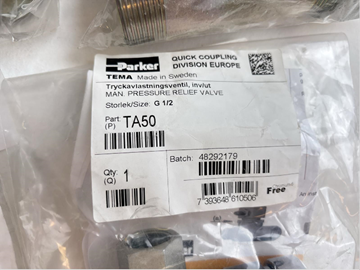 Parker
QUICK COUPLING
DIVISION EUROPE
TEMA Made in Sweden
Tryckavlastningsventil, invlut
MAN. PRESSURE RELIEF VALVE
Storlek/Size: G 1/2
Part: TA50
(P)
Batch: 48292179
Qty: 1
(Q)
7 393648 610506
Free